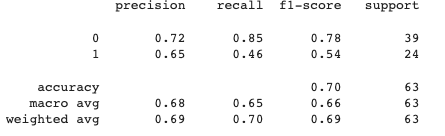 precision recall f1-score support
0 0.72 0.85 0.78 39
1 0.65 0.46 0.54 24
accuracy 0.70 63
macro avg 0.68 0.65 0.66 63
weighted avg 0.69 0.70 0.69 63